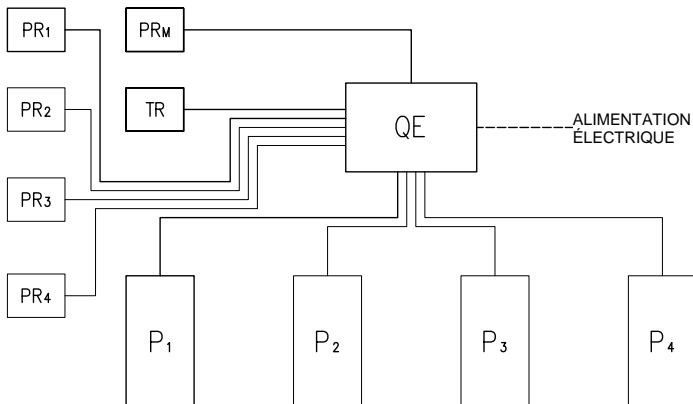 PR1
PRM
PR2
TR
QE
ALIMENTATION
ÉLECTRIQUE
PR3
PR4
P1
P2
P3
P4